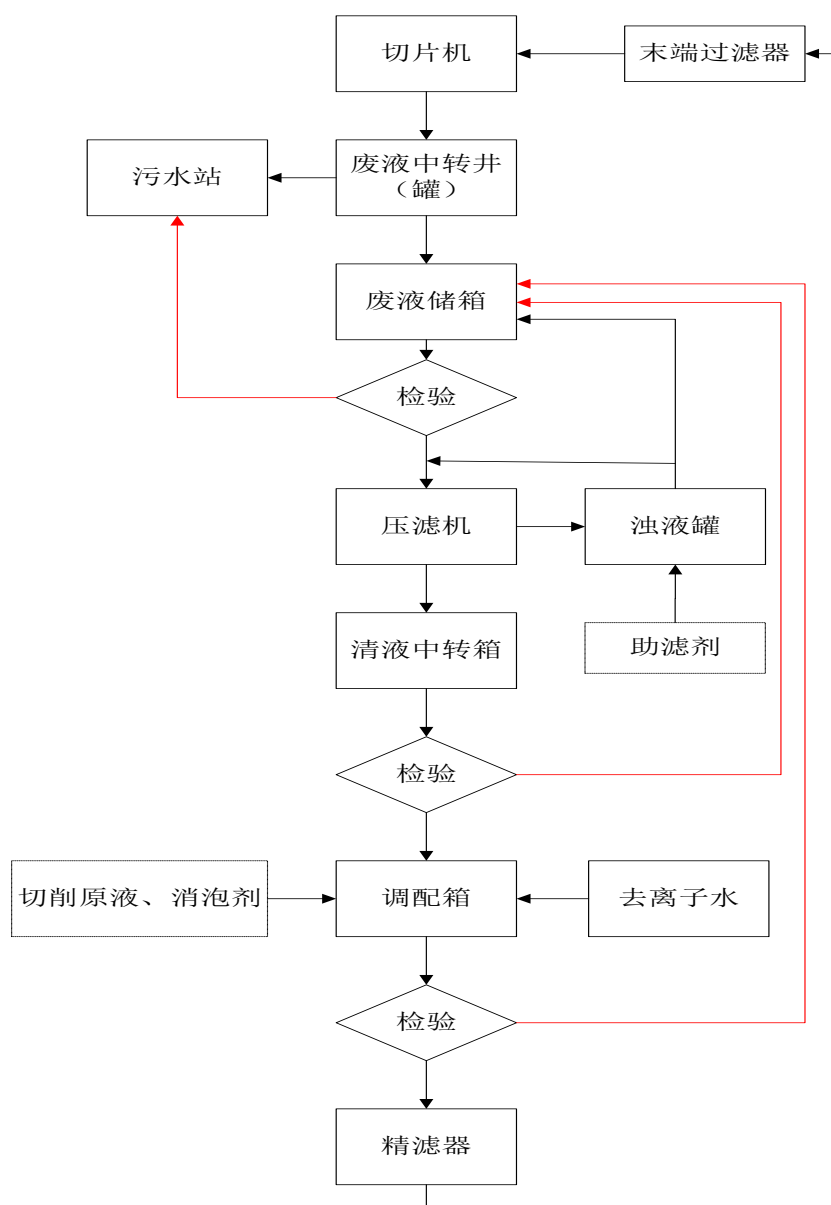 切片机
末端过滤器
污水站
废液中转井
（罐）
废液储箱
检验
压滤机
浊液罐
清液中转箱
助滤剂
检验
切削原液、消泡剂
调配箱
去离子水
检验
精滤器